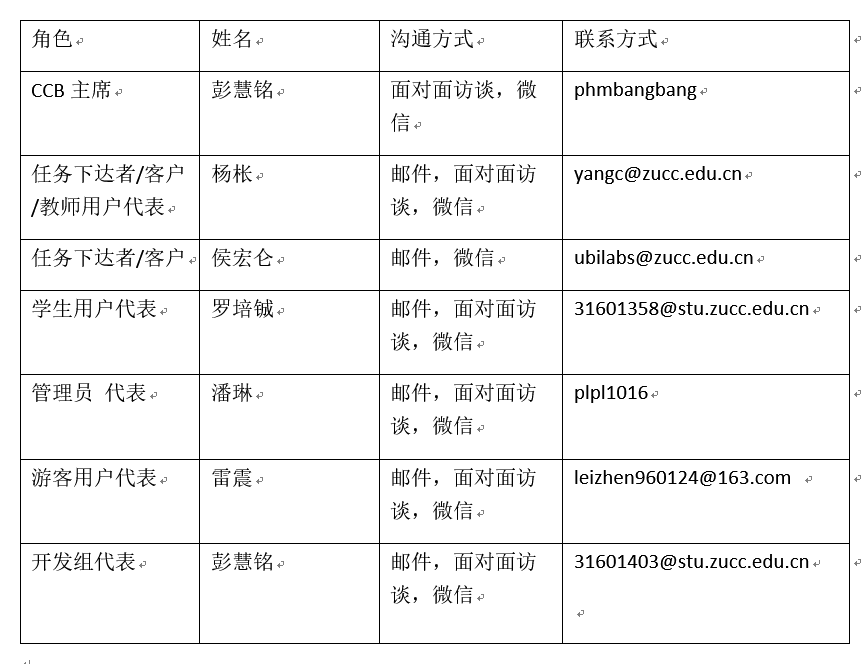 角色 姓名 沟通方式 联系方式
CCB 主席 彭慧铭 面对面访谈，微 phmbangbang
信
任务下达者/客户 杨枨 邮件，面对面访 yangc@zucc.edu.cn
/教师用户代表 谈，微信
任务下达者/客户 侯宏仑 邮件，微信 ubilabs@zucc.edu.cn
学生用户代表 罗培铖 邮件，面对面访 31601358@stu.zucc.edu.cn
谈，微信
管理员 代表 潘琳 邮件，面对面访 plpl1016
谈，微信
游客用户代表 雷震 邮件，面对面访 leizhen960124@163.com
谈，微信
开发组代表 彭慧铭 邮件，面对面访 31601403@stu.zucc.edu.cn
谈，微信